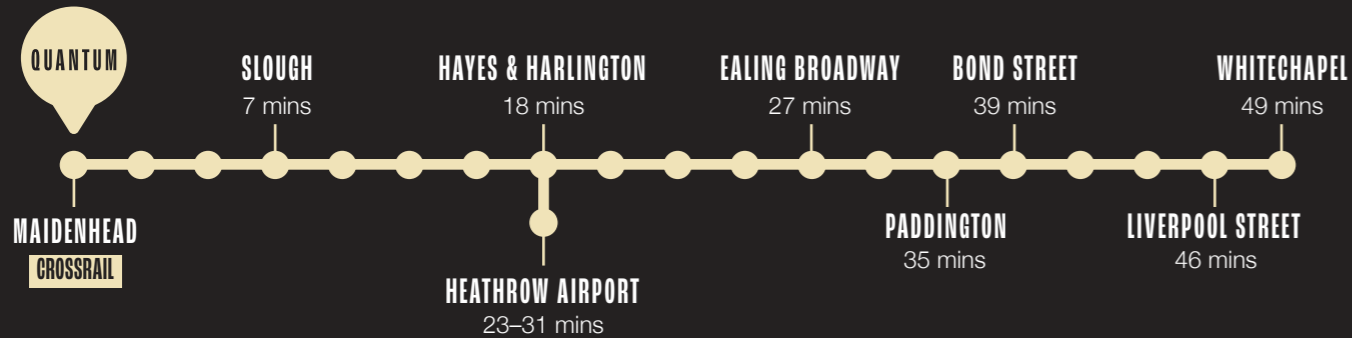 QUANTUM
SLOUGH
7 mins
HAYES & HARLINGTON
18 mins
EALING BROADWAY
27 mins
BOND STREET
39 mins
WHITECHAPEL
49 mins
MAIDENHEAD
CROSSRAIL
HEATHROW AIRPORT
23–31 mins
PADDINGTON
35 mins
LIVERPOOL STREET
46 mins